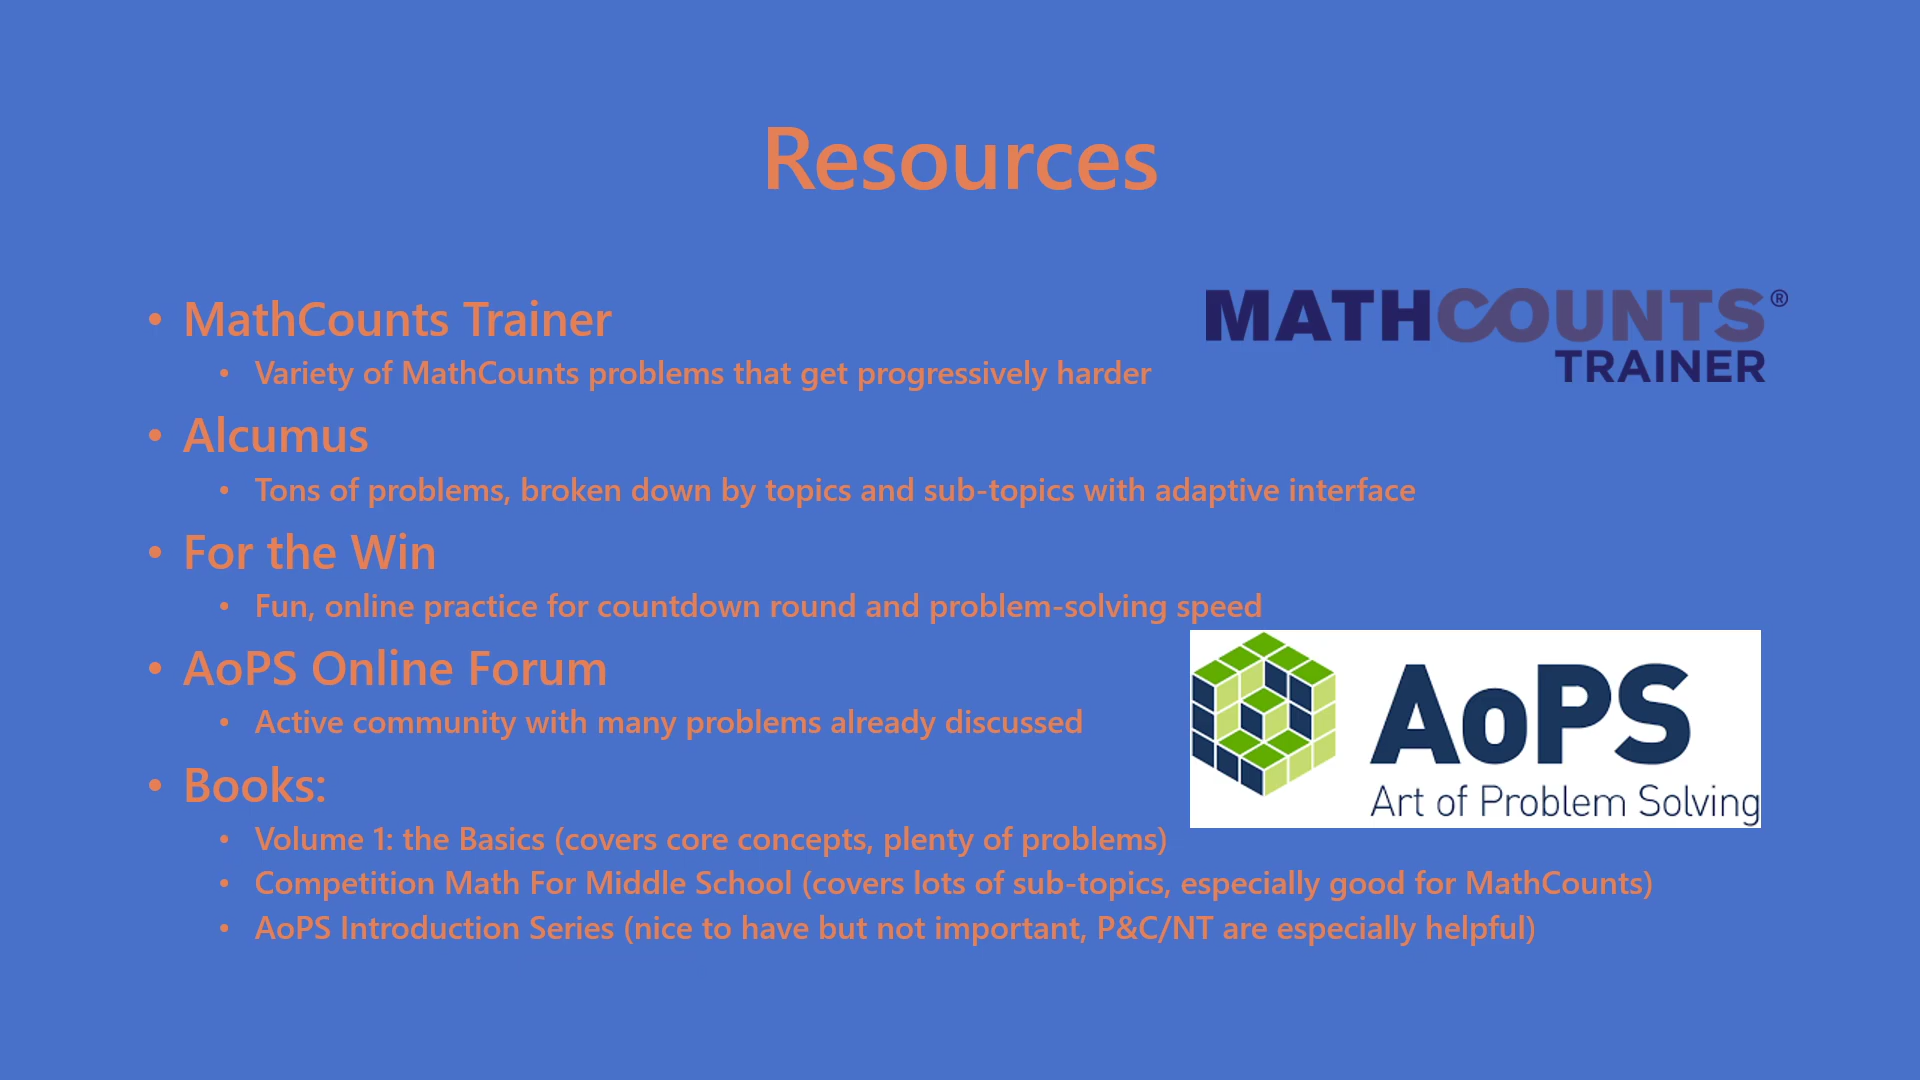 Resources
• MathCounts Trainer
• Variety of MathCounts problems that get progressively harder
MATHCOUNTS®
TRAINER
• Alcumus
• Tons of problems, broken down by topics and sub-topics with adaptive interface
• For the Win
• Fun, online practice for countdown round and problem-solving speed
• AoPS Online Forum
• Active community with many problems already discussed
AoPS
Art of Problem Solving
• Books:
• Volume 1: the Basics (covers core concepts, plenty of problems)
• Competition Math For Middle School (covers lots of sub-topics, especially good for MathCounts)
• AoPS Introduction Series (nice to have but not important, P&C/NT are especially helpful)